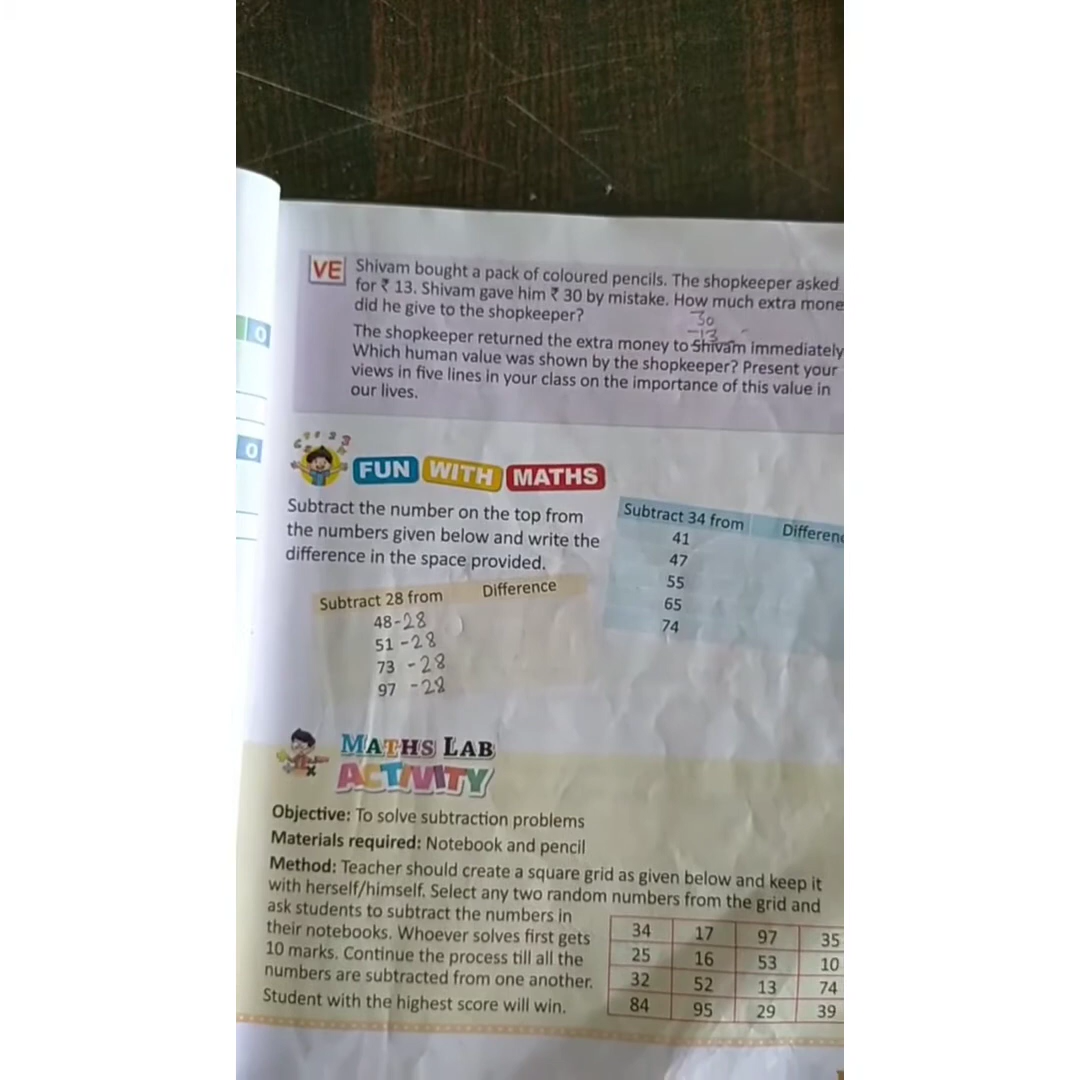 VE Shivam bought a pack of coloured pencils. The shopkeeper asked
for ₹ 13. Shivam gave him ₹ 30 by mistake. How much extra mone
did he give to the shopkeeper?
30
-13
The shopkeeper returned the extra money to Shivam immediately
Which human value was shown by the shopkeeper? Present your
views in five lines in your class on the importance of this value in
our lives.
0
0
FUN WITH MATHS
Subtract the number on the top from
the numbers given below and write the
difference in the space provided.
Subtract 28 from Difference
48-28
51 -28
73 -28
97 -28
Subtract 34 from Differenc
41
47
55
65
74
MATHS LAB
ACTIVITY
Objective: To solve subtraction problems
Materials required: Notebook and pencil
Method: Teacher should create a square grid as given below and keep it
with herself/himself. Select any two random numbers from the grid and
ask students to subtract the numbers in
their notebooks. Whoever solves first gets
10 marks. Continue the process till all the
numbers are subtracted from one another.
Student with the highest score will win.
34 17 97 35
25 16 53 10
32 52 13 74
84 95 29 39